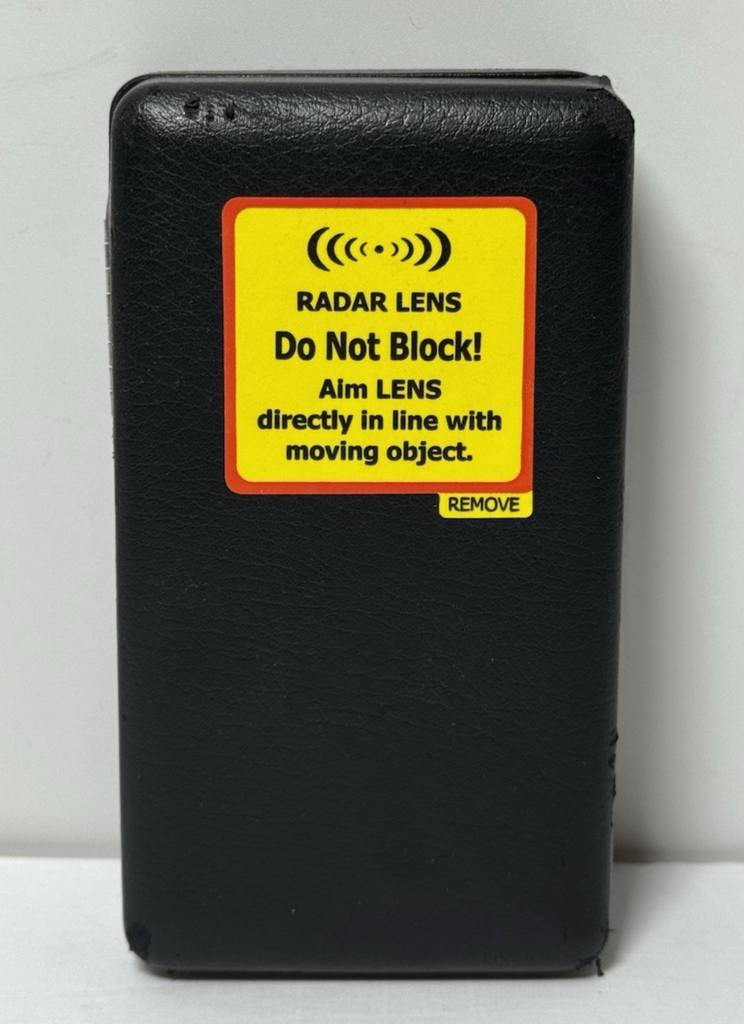 RADAR LENS
Do Not Block!
Aim LENS
directly in line with
moving object.
REMOVE